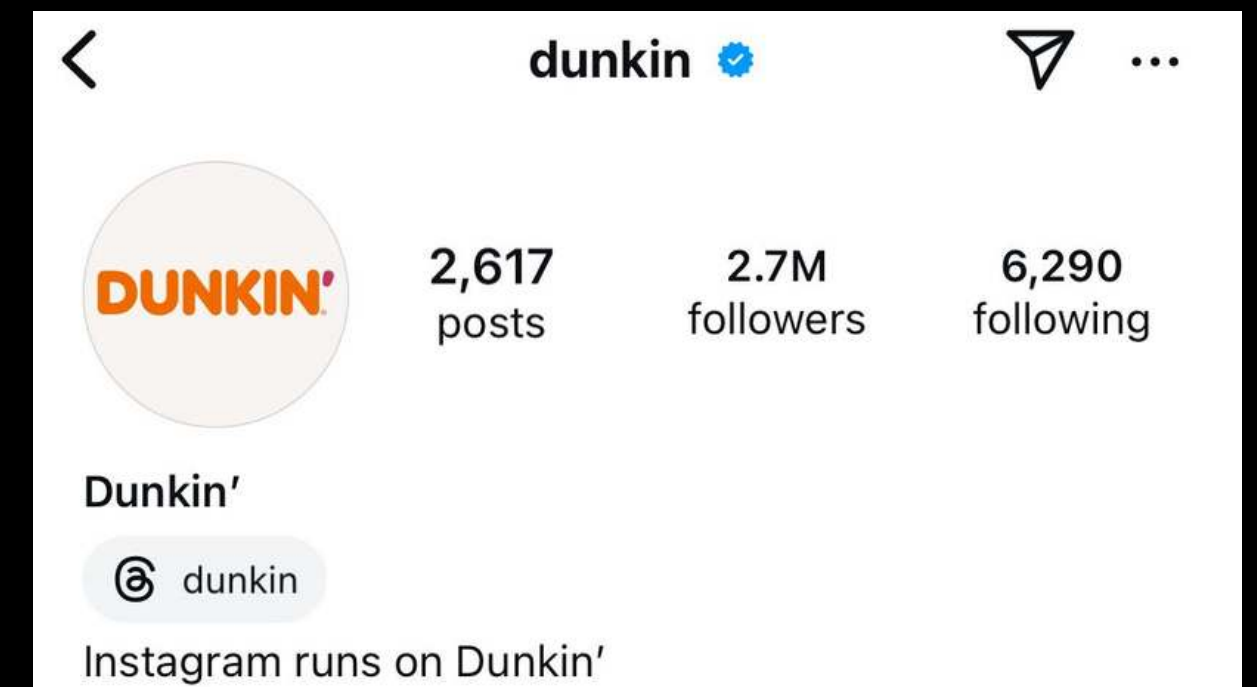 dunkin
DUNKIN'
2,617 2.7M 6,290
posts followers following
Dunkin'
dunkin
Instagram runs on Dunkin'